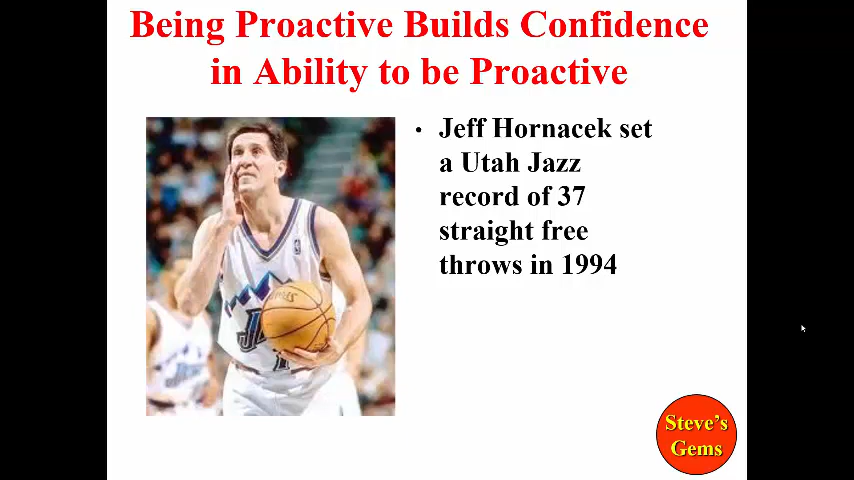 Being Proactive Builds Confidence
in Ability to be Proactive
• Jeff Hornacek set
a Utah Jazz
record of 37
straight free
throws in 1994
Steve's
Gems